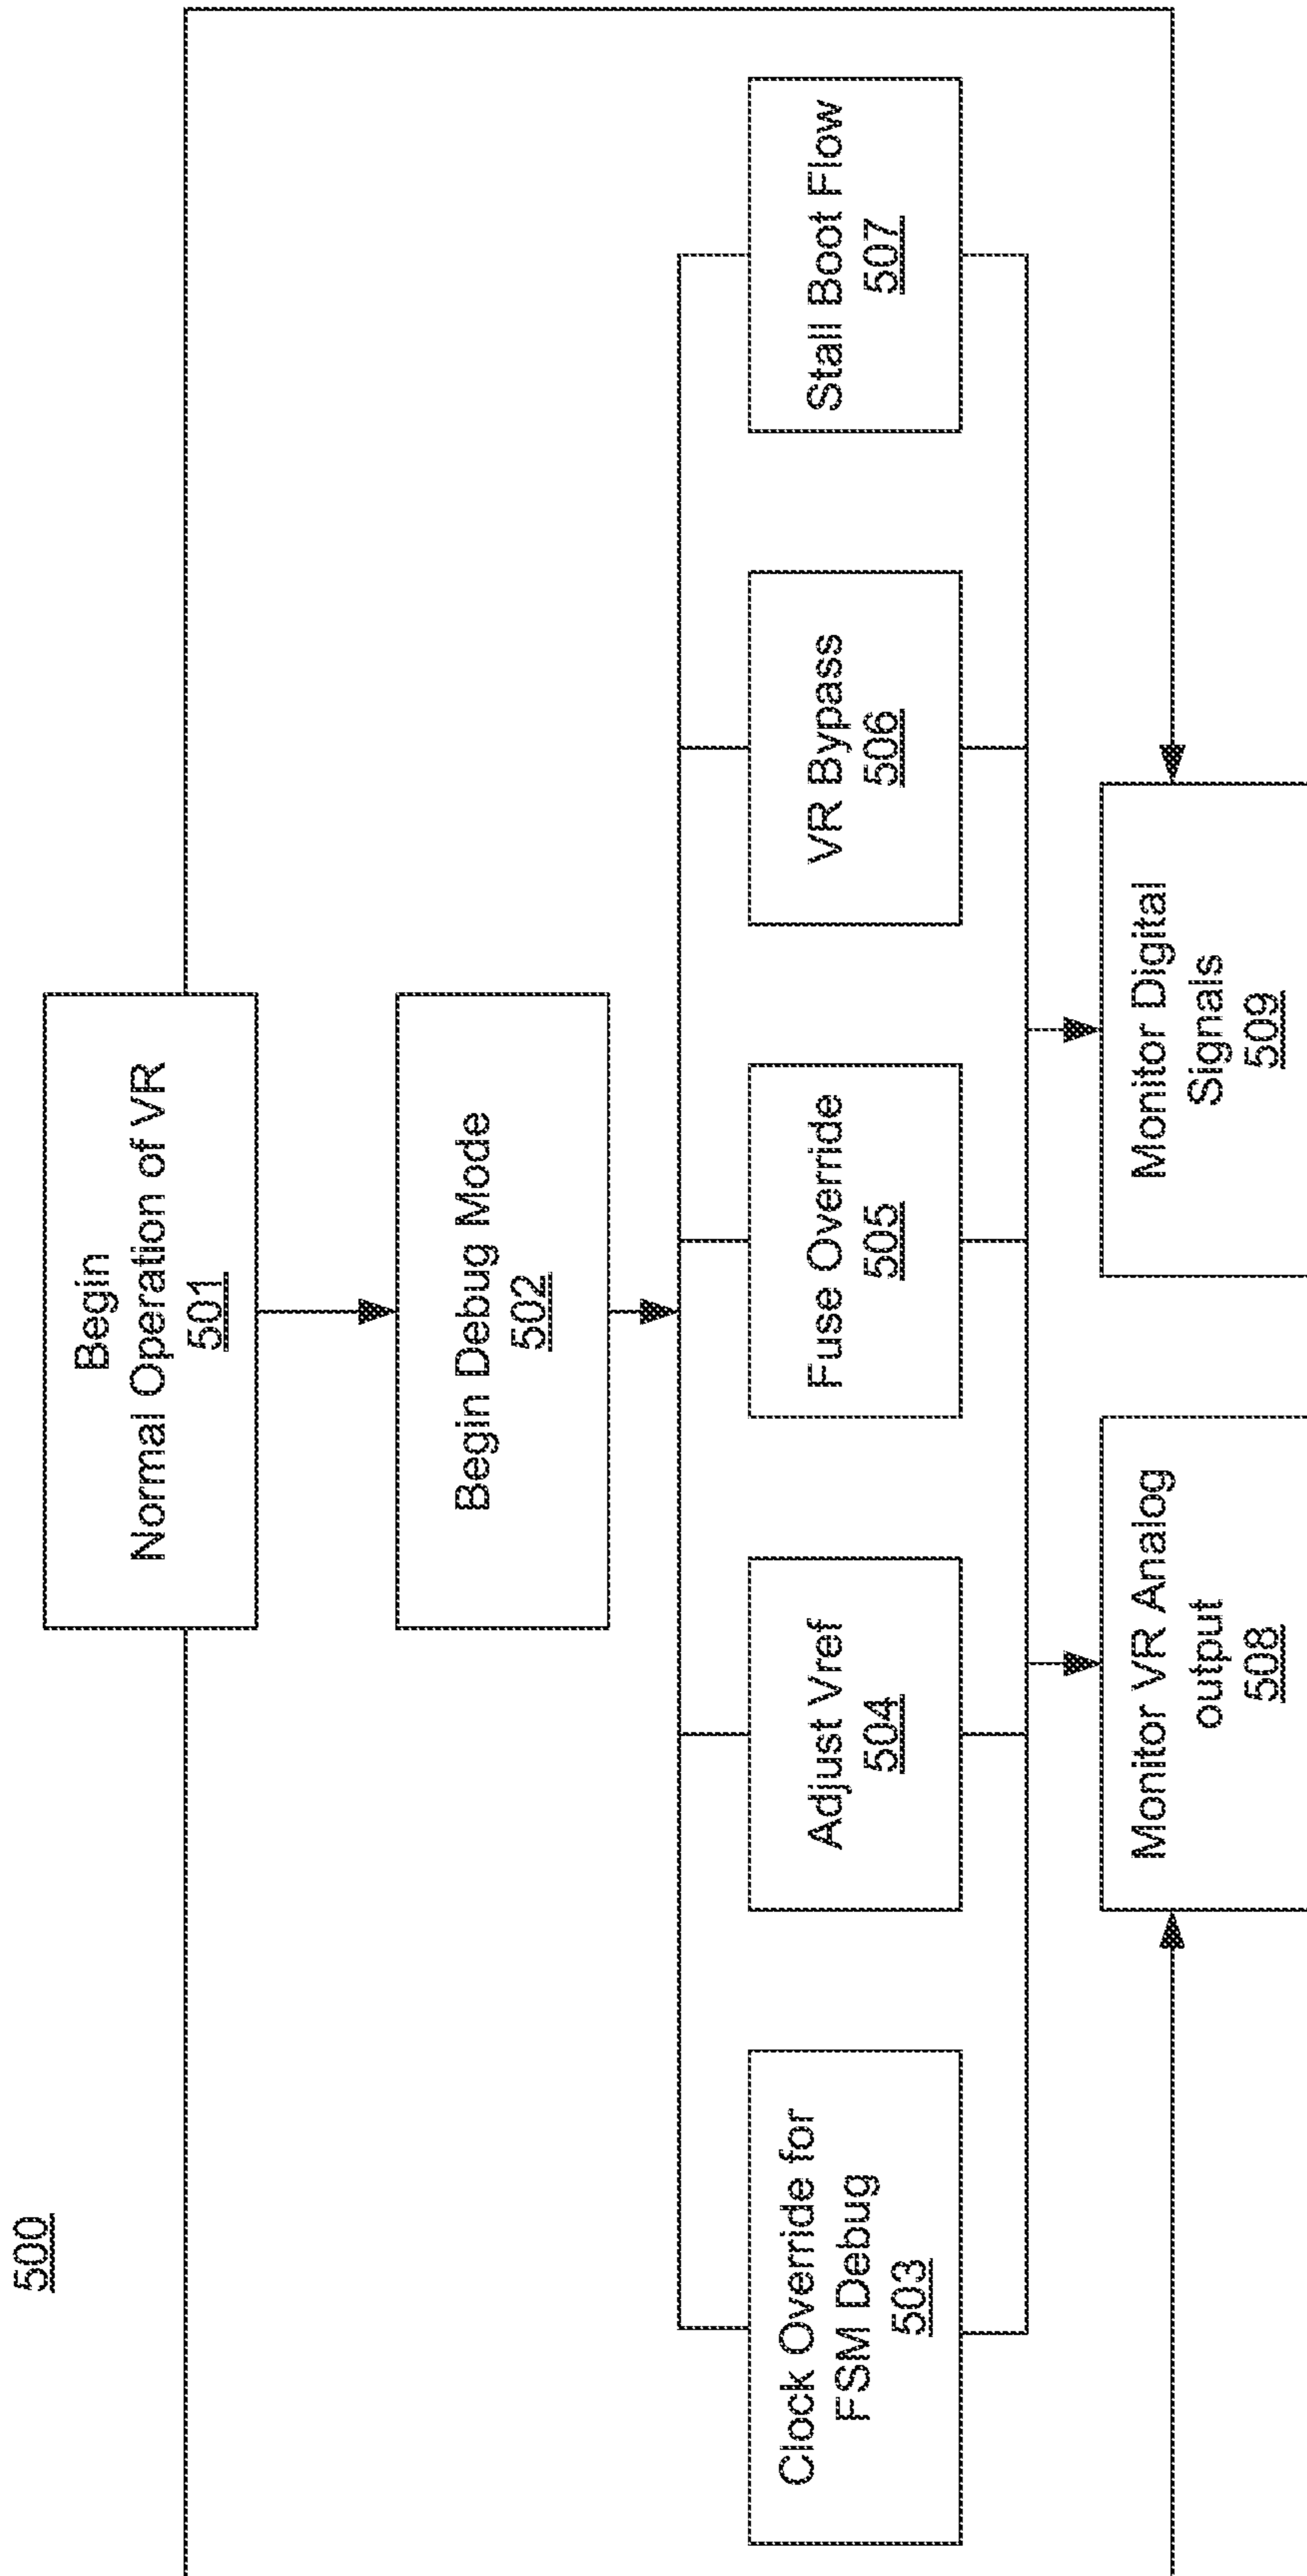 500
Begin
Normal Operation of VR
501
Begin Debug Mode
502
Clock Override for
FSM Debug
503
Adjust Vref
504
Fuse Override
505
VR Bypass
506
Stall Boot Flow
507
Monitor VR Analog
output
508
Monitor Digital
Signals
509